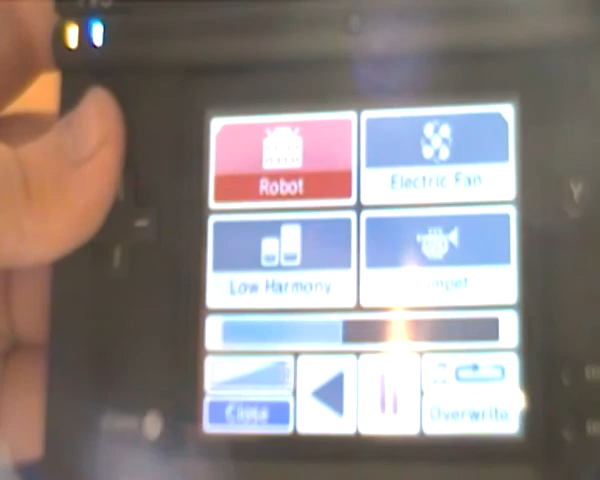 Robot
Electric Fan
Low Harmony
Close
Overwrite
Y